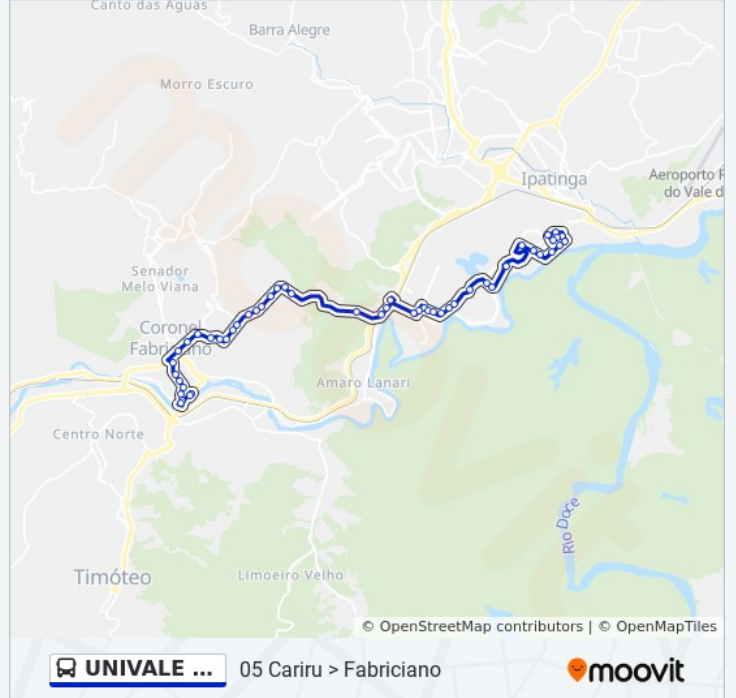 Canto das Águas
Barra Alegre
Morro Escuro
Ipatinga
Aeroporto R
do Vale d
Senador
Melo Viana
Coronel
Fabriciano
Amaro Lanari
Centro Norte
Rio Doce
Timóteo
Limoeiro Velho
© OpenStreetMap contributors | © OpenMapTiles
UNIVALE ...
05 Cariru > Fabriciano
moovit